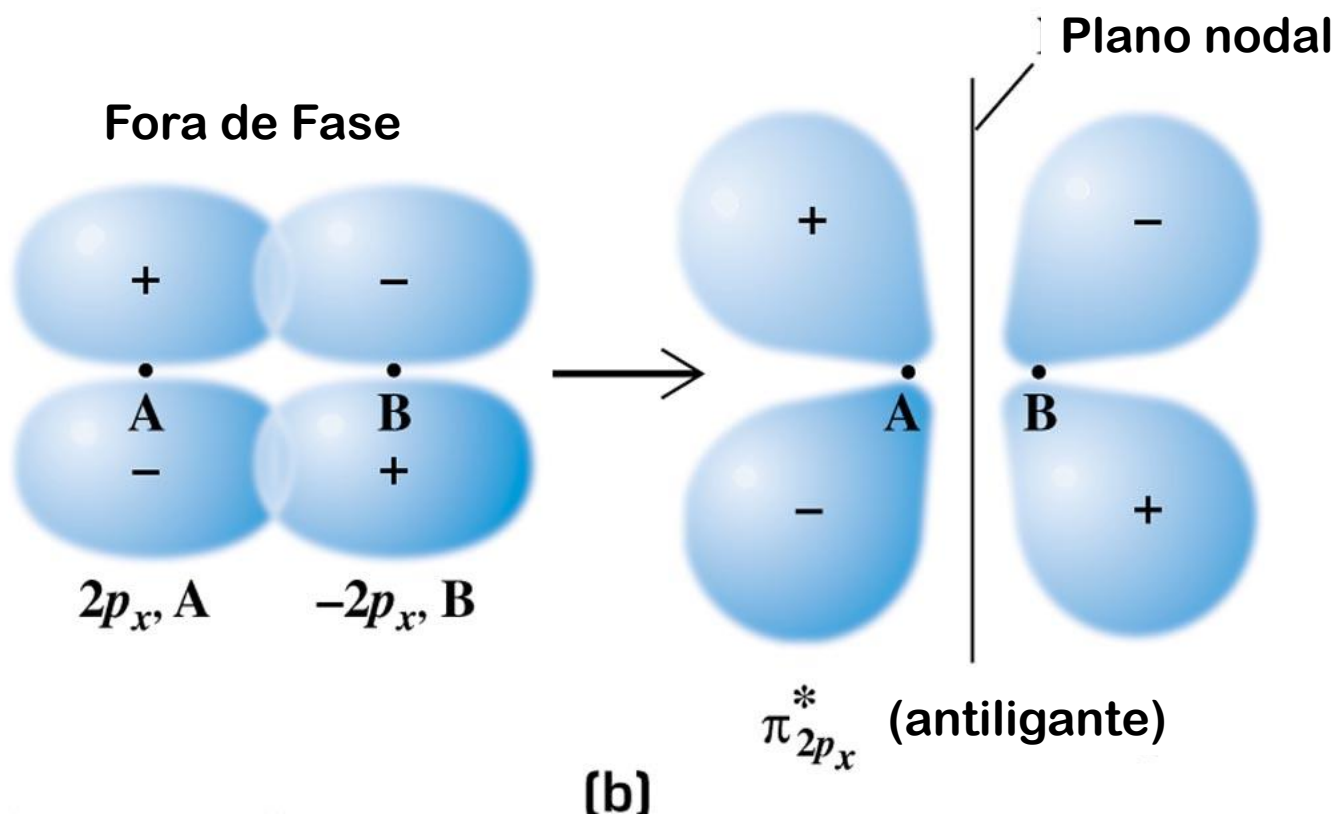 Plano nodal
Fora de Fase
+ −
+ −
A B
A B
− +
− +
2pₓ, A −2pₓ, B
π*2pₓ (antiligante)
(b)